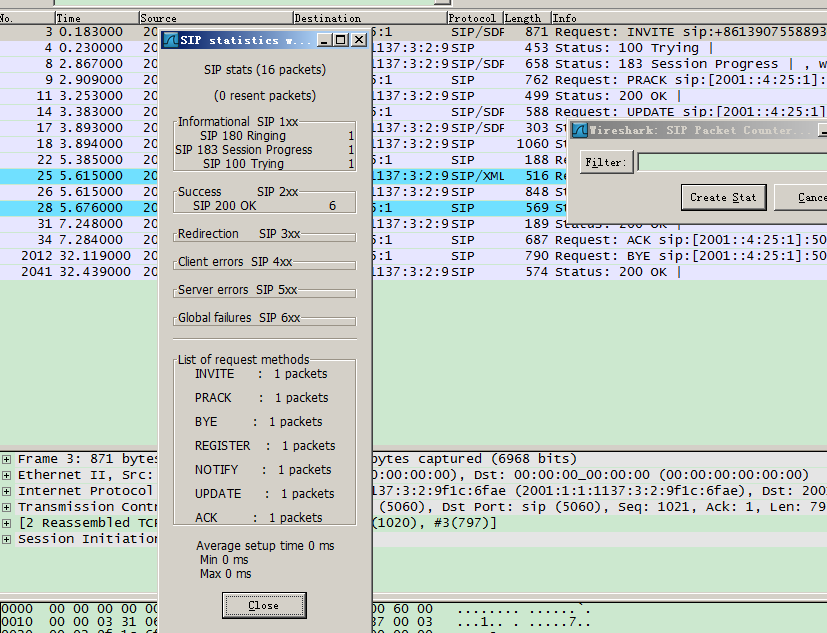 No. Time Source Destination Protocol Length Info
3 0.183000 20 5:1 SIP/SDF 871 Request: INVITE sip:+8613907558893
4 0.230000 20 1137:3:2:9 SIP 453 Status: 100 Trying |
8 2.867000 20 1137:3:2:9 SIP/SDF 658 Status: 183 Session Progress | , w
9 2.909000 20 5:1 SIP 762 Request: PRACK sip:[2001::4:25:1]:
11 3.253000 20 1137:3:2:9 SIP 499 Status: 200 OK |
14 3.383000 20 5:1 SIP/SDF 588 Request: UPDATE sip:[2001::4:25:1]
17 3.893000 20 1137:3:2:9 SIP/SDF 303 St
18 3.894000 20 1137:3:2:9 SIP 1060 St
22 5.385000 20 5:1 SIP 188 Re
25 5.615000 20 1137:3:2:9 SIP/XML 516 Re
26 5.615000 20 1137:3:2:9 SIP 848 St
28 5.676000 20 5:1 SIP 569 St
31 7.248000 20 1137:3:2:9 SIP 189 Status: 200 OK |
34 7.284000 20 5:1 SIP 687 Request: ACK sip:[2001::4:25:1]:50
2012 32.119000 20 5:1 SIP 790 Request: BYE sip:[2001::4:25:1]:50
2041 32.439000 20 1137:3:2:9 SIP 574 Status: 200 OK |
SIP statistics w...
SIP stats (16 packets)
(0 resent packets)
Informational SIP 1xx
SIP 180 Ringing 1
SIP 183 Session Progress 1
SIP 100 Trying 1
Success SIP 2xx
SIP 200 OK 6
Redirection SIP 3xx
Client errors SIP 4xx
Server errors SIP 5xx
Global failures SIP 6xx
List of request methods
INVITE : 1 packets
PRACK : 1 packets
BYE : 1 packets
REGISTER : 1 packets
NOTIFY : 1 packets
UPDATE : 1 packets
ACK : 1 packets
Average setup time 0 ms
Min 0 ms
Max 0 ms
Close
Wireshark: SIP Packet Counter...
Filter:
Create Stat
Cance
Frame 3: 871 bytes ytes captured (6968 bits)
Ethernet II, Src: 0:00:00:00), Dst: 00:00:00_00:00:00 (00:00:00:00:00:00)
Internet Protocol 137:3:2:9f1c:6fae (2001:1:1:1137:3:2:9f1c:6fae), Dst: 200
Transmission Contr (5060), Dst Port: sip (5060), Seq: 1021, Ack: 1, Len: 79
[2 Reassembled TCP (1020), #3(797)]
Session Initiation
0000 00 00 00 00 00 00 60 00 ........ ......`.
0010 00 00 03 31 06 37 00 03 ...1.. . .....7..